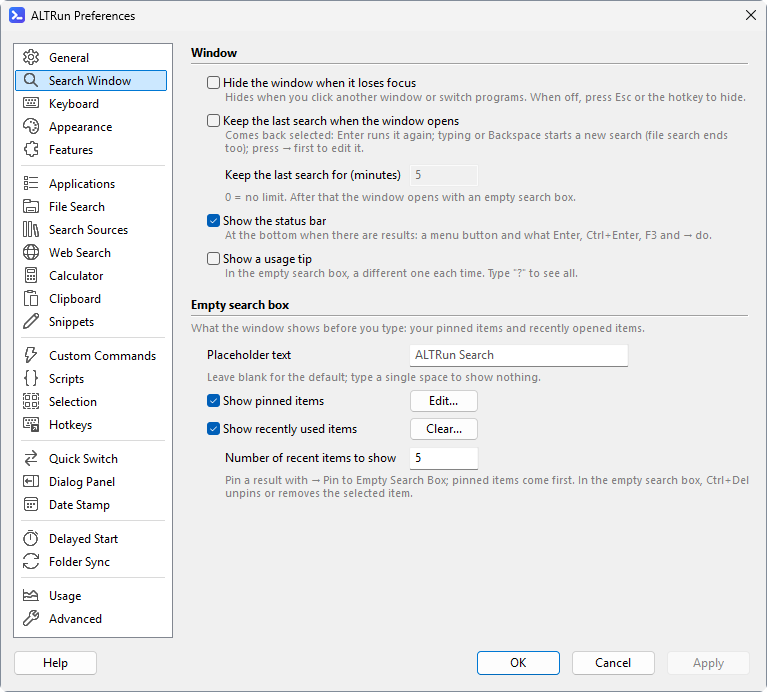 ALTRun Preferences
General
Search Window
Keyboard
Appearance
Features
Applications
File Search
Search Sources
Web Search
Calculator
Clipboard
Snippets
Custom Commands
Scripts
Selection
Hotkeys
Quick Switch
Dialog Panel
Date Stamp
Delayed Start
Folder Sync
Usage
Advanced
Window
Hide the window when it loses focus
Hides when you click another window or switch programs. When off, press Esc or the hotkey to hide.
Keep the last search when the window opens
Comes back selected: Enter runs it again; typing or Backspace starts a new search (file search ends
too); press → first to edit it.
Keep the last search for (minutes) 5
0 = no limit. After that the window opens with an empty search box.
Show the status bar
At the bottom when there are results: a menu button and what Enter, Ctrl+Enter, F3 and → do.
Show a usage tip
In the empty search box, a different one each time. Type "?" to see all.
Empty search box
What the window shows before you type: your pinned items and recently opened items.
Placeholder text ALTRun Search
Leave blank for the default; type a single space to show nothing.
Show pinned items Edit...
Show recently used items Clear...
Number of recent items to show 5
Pin a result with → Pin to Empty Search Box; pinned items come first. In the empty search box, Ctrl+Del
unpins or removes the selected item.
Help OK Cancel Apply